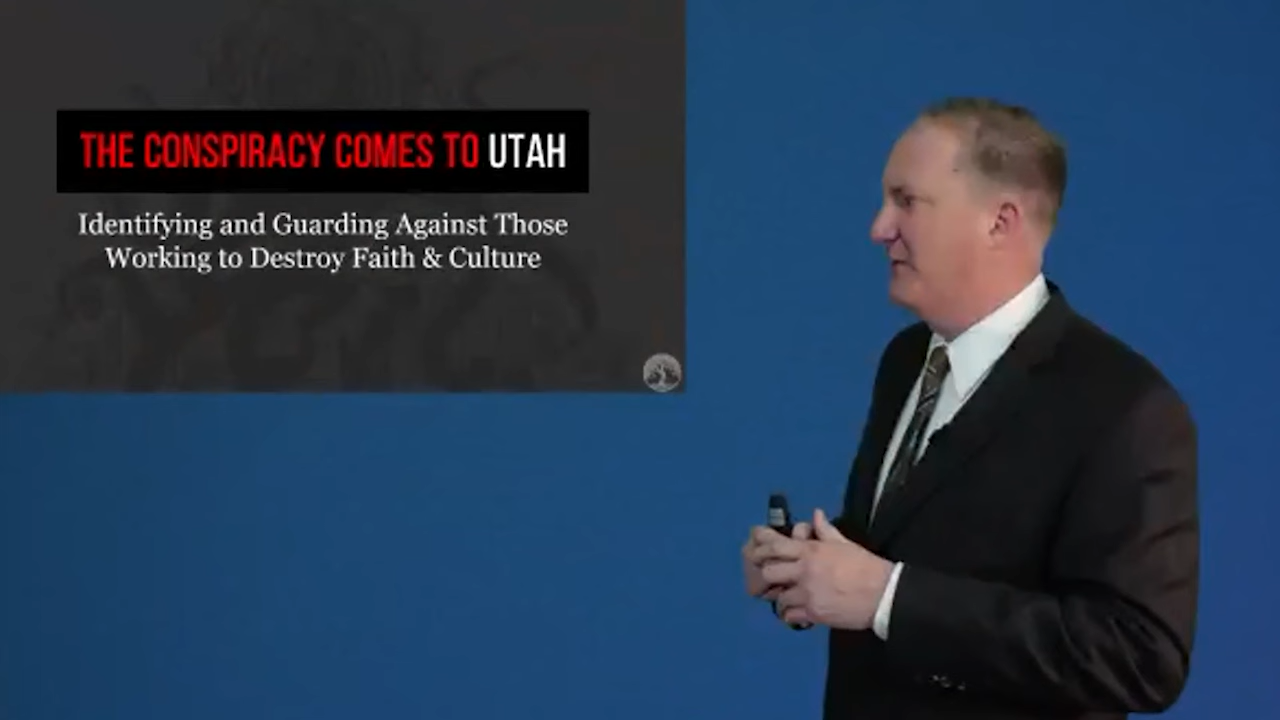 THE CONSPIRACY COMES TO UTAH
Identifying and Guarding Against Those
Working to Destroy Faith & Culture